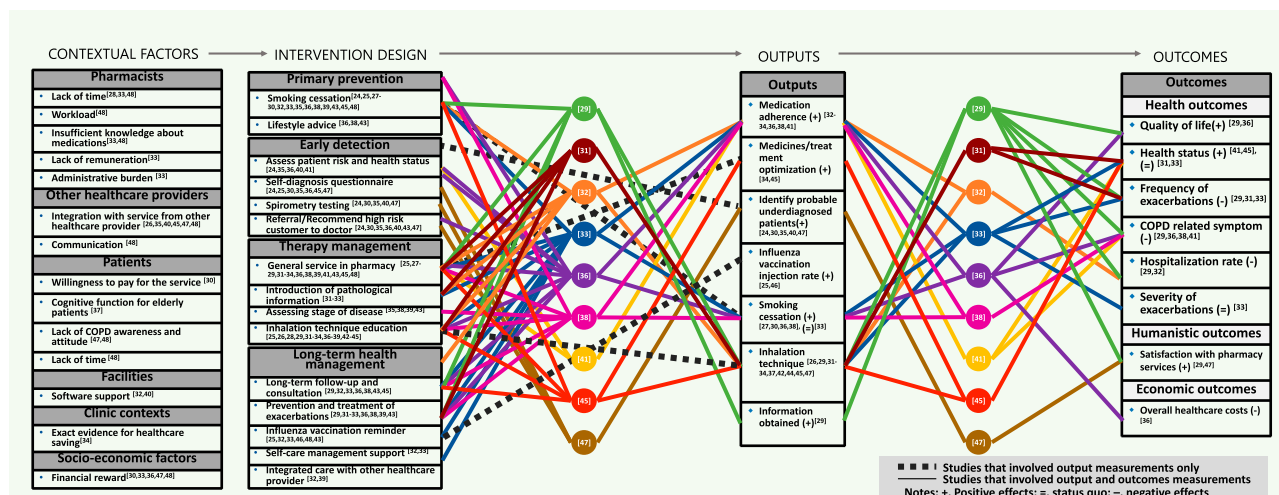 CONTEXTUAL FACTORS
INTERVENTION DESIGN
OUTPUTS
OUTCOMES
Pharmacists
• Lack of time[28,33,48]
• Workload[48]
• Insufficient knowledge about
medications[33,48]
• Lack of remuneration[33]
• Administrative burden [33]
Other healthcare providers
• Integration with service from other
healthcare provider [26,35,40,45,47,48]
• Communication [48]
Patients
• Willingness to pay for the service [30]
• Cognitive function for elderly
patients [37]
• Lack of COPD awareness and
attitude [47,48]
• Lack of time [48]
Facilities
• Software support [32,40]
Clinic contexts
• Exact evidence for healthcare
saving[34]
Socio-economic factors
• Financial reward[30,33,36,47,48]
Primary prevention
• Smoking cessation[24,25,27-
30,32,33,35,36,38,39,43,45,48]
• Lifestyle advice [36,38,43]
Early detection
• Assess patient risk and health status
[24,35,36,40,41]
• Self-diagnosis questionnaire
[24,25,30,35,36,47]
• Spirometry testing [24,30,35,40,47]
• Referral/Recommend high risk
customer to doctor [24,30,35,36,40,43,47]
Therapy management
• General service in pharmacy [25,27-
29,31-34,36,38,39,41,43,45,48]
• Introduction of pathological
information [31-33]
• Assessing stage of disease [35,38,39,43]
• Inhalation technique education
[25,26,28,29,31-34,36-39,42-45]
Long-term health
management
• Long-term follow-up and
consultation [29,32,33,36,38,43,45]
• Prevention and treatment of
exacerbations [29,31-33,36,38,39,43]
• Influenza vaccination reminder
[25,32,33,46,48,43]
• Self-care management support [32,33]
• Integrated care with other healthcare
provider [32,39]
[29]
[31]
[32]
[33]
[36]
[38]
[41]
[45]
[47]
Outputs
Medication
adherence (+) [32-
34,36,38,41]
Medicines/treat
ment
optimization (+)
[34,45]
Identify probable
underdiagnosed
patients(+)
[24,30,35,40,47]
Influenza
vaccination
injection rate (+)
[25,46]
Smoking
cessation (+)
[27,30,36,38], (=)[33]
Inhalation
technique [26,29,31-
34,37,42,44,45,47]
Information
obtained (+)[29]
[29]
[31]
[32]
[33]
[36]
[38]
[41]
[45]
[47]
Outcomes
Health outcomes
Quality of life(+) [29,36]
Health status (+) [41,45],
(=) [31,33]
Frequency of
exacerbations (-) [29,31,33]
COPD related symptom
(-) [29,36,38,41]
Hospitalization rate (-)
[29,32]
Severity of
exacerbations (=) [33]
Humanistic outcomes
Satisfaction with pharmacy
services (+) [29,47]
Economic outcomes
Overall healthcare costs (-)
[36]
Studies that involved output measurements only
Studies that involved output and outcomes measurements
Notes: +, Positive effects; =, status quo; −, negative effects